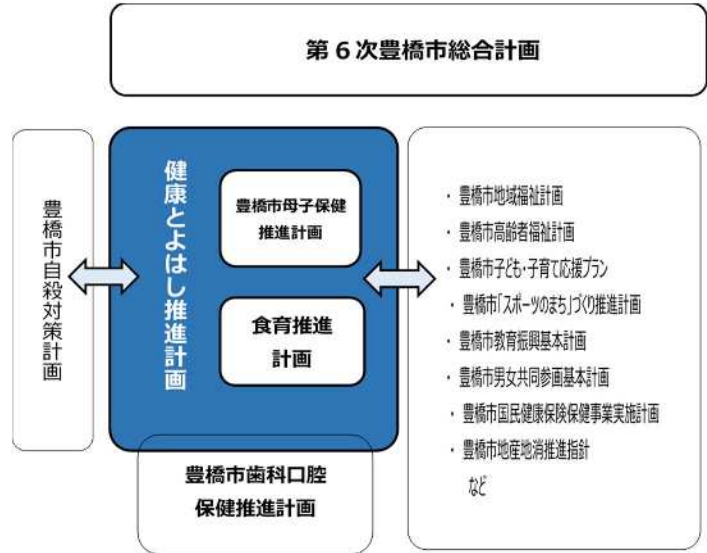 第6次豊橋市総合計画
豊橋市自殺対策計画
健康とよはし推進計画
豊橋市母子保健
推進計画
食育推進
計画
豊橋市歯科口腔
保健推進計画
・ 豊橋市地域福祉計画
・ 豊橋市高齢者福祉計画
・ 豊橋市子ども・子育て応援プラン
・ 豊橋市「スポーツのまち」づくり推進計画
・ 豊橋市教育振興基本計画
・ 豊橋市男女共同参画基本計画
・ 豊橋市国民健康保険保健事業実施計画
・ 豊橋市地産地消推進指針
など